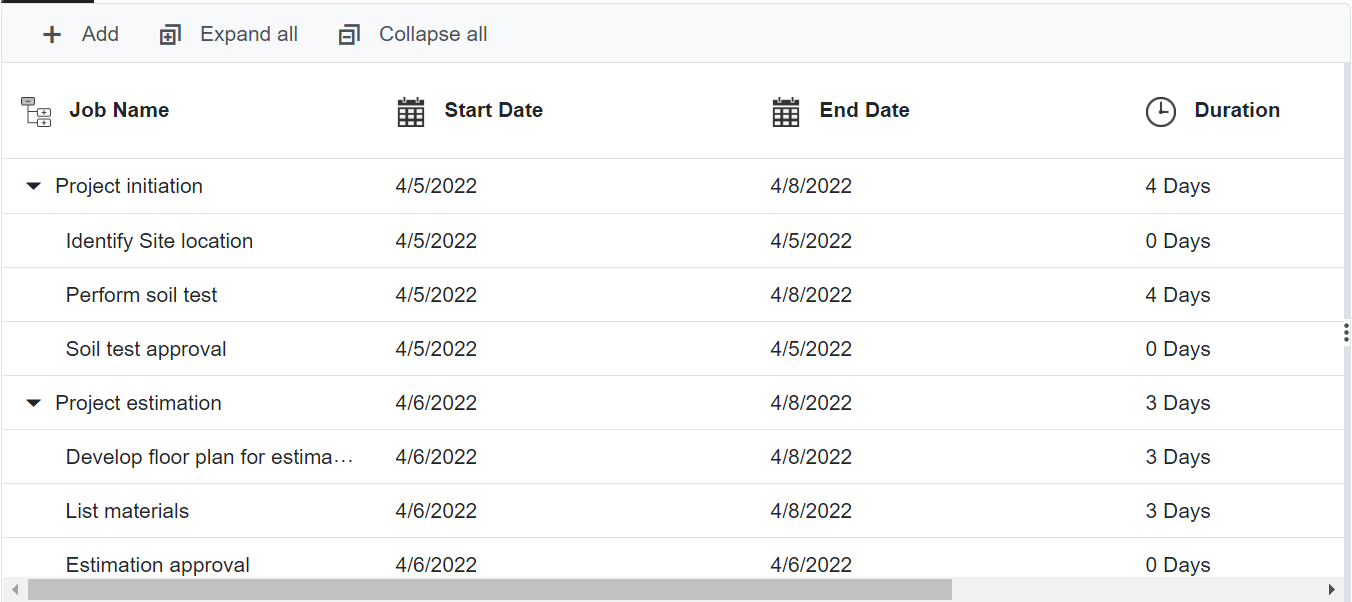 Add Expand all Collapse all
Job Name Start Date End Date Duration
Project initiation 4/5/2022 4/8/2022 4 Days
Identify Site location 4/5/2022 4/5/2022 0 Days
Perform soil test 4/5/2022 4/8/2022 4 Days
Soil test approval 4/5/2022 4/5/2022 0 Days
Project estimation 4/6/2022 4/8/2022 3 Days
Develop floor plan for estima... 4/6/2022 4/8/2022 3 Days
List materials 4/6/2022 4/8/2022 3 Days
Estimation approval 4/6/2022 4/6/2022 0 Days